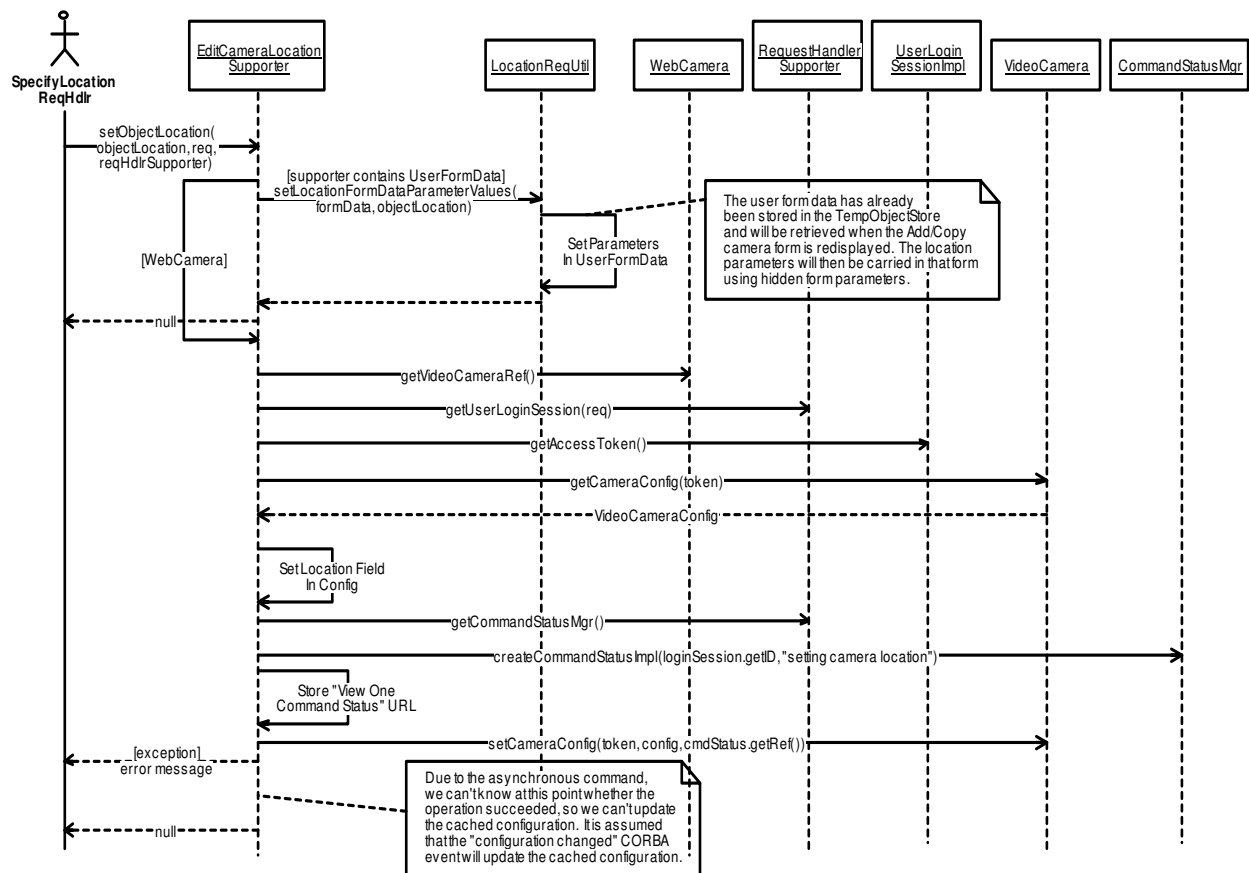 SpecifyLocation
ReqHdlr
EditCameraLocation
Supporter
LocationReqUtil
WebCamera
RequestHandler
Supporter
UserLogin
SessionImpl
VideoCamera
CommandStatusMgr
setObjectLocation(
objectLocation, req,
reqHdlrSupporter)
[supporter contains UserFormData]
setLocationFormDataParameterValues(
formData, objectLocation)
The user form data has already
been stored in the TempObjectStore
and will be retrieved when the Add/Copy
camera form is redisplayed. The location
parameters will then be carried in that form
using hidden form parameters.
Set Parameters
In UserFormData
[WebCamera]
null
getVideoCameraRef()
getUserLoginSession(req)
getAccessToken()
getCameraConfig(token)
VideoCameraConfig
Set Location Field
In Config
getCommandStatusMgr()
createCommandStatusImpl(loginSession.getID, "setting camera location")
Store "View One
Command Status" URL
setCameraConfig(token, config, cmdStatus.getRef())
[exception]
error message
Due to the asynchronous command,
we can't know at this point whether the
operation succeeded, so we can't update
the cached configuration. It is assumed
that the "configuration changed" CORBA
event will update the cached configuration.
null